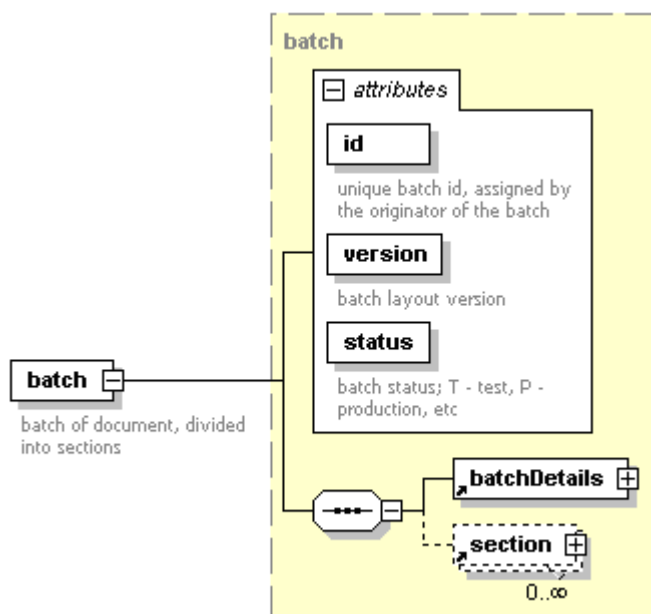 batch
attributes
id
unique batch id, assigned by
the originator of the batch
version
batch layout version
status
batch status; T - test, P -
production, etc
batch
batch of document, divided
into sections
batchDetails
section
0..∞